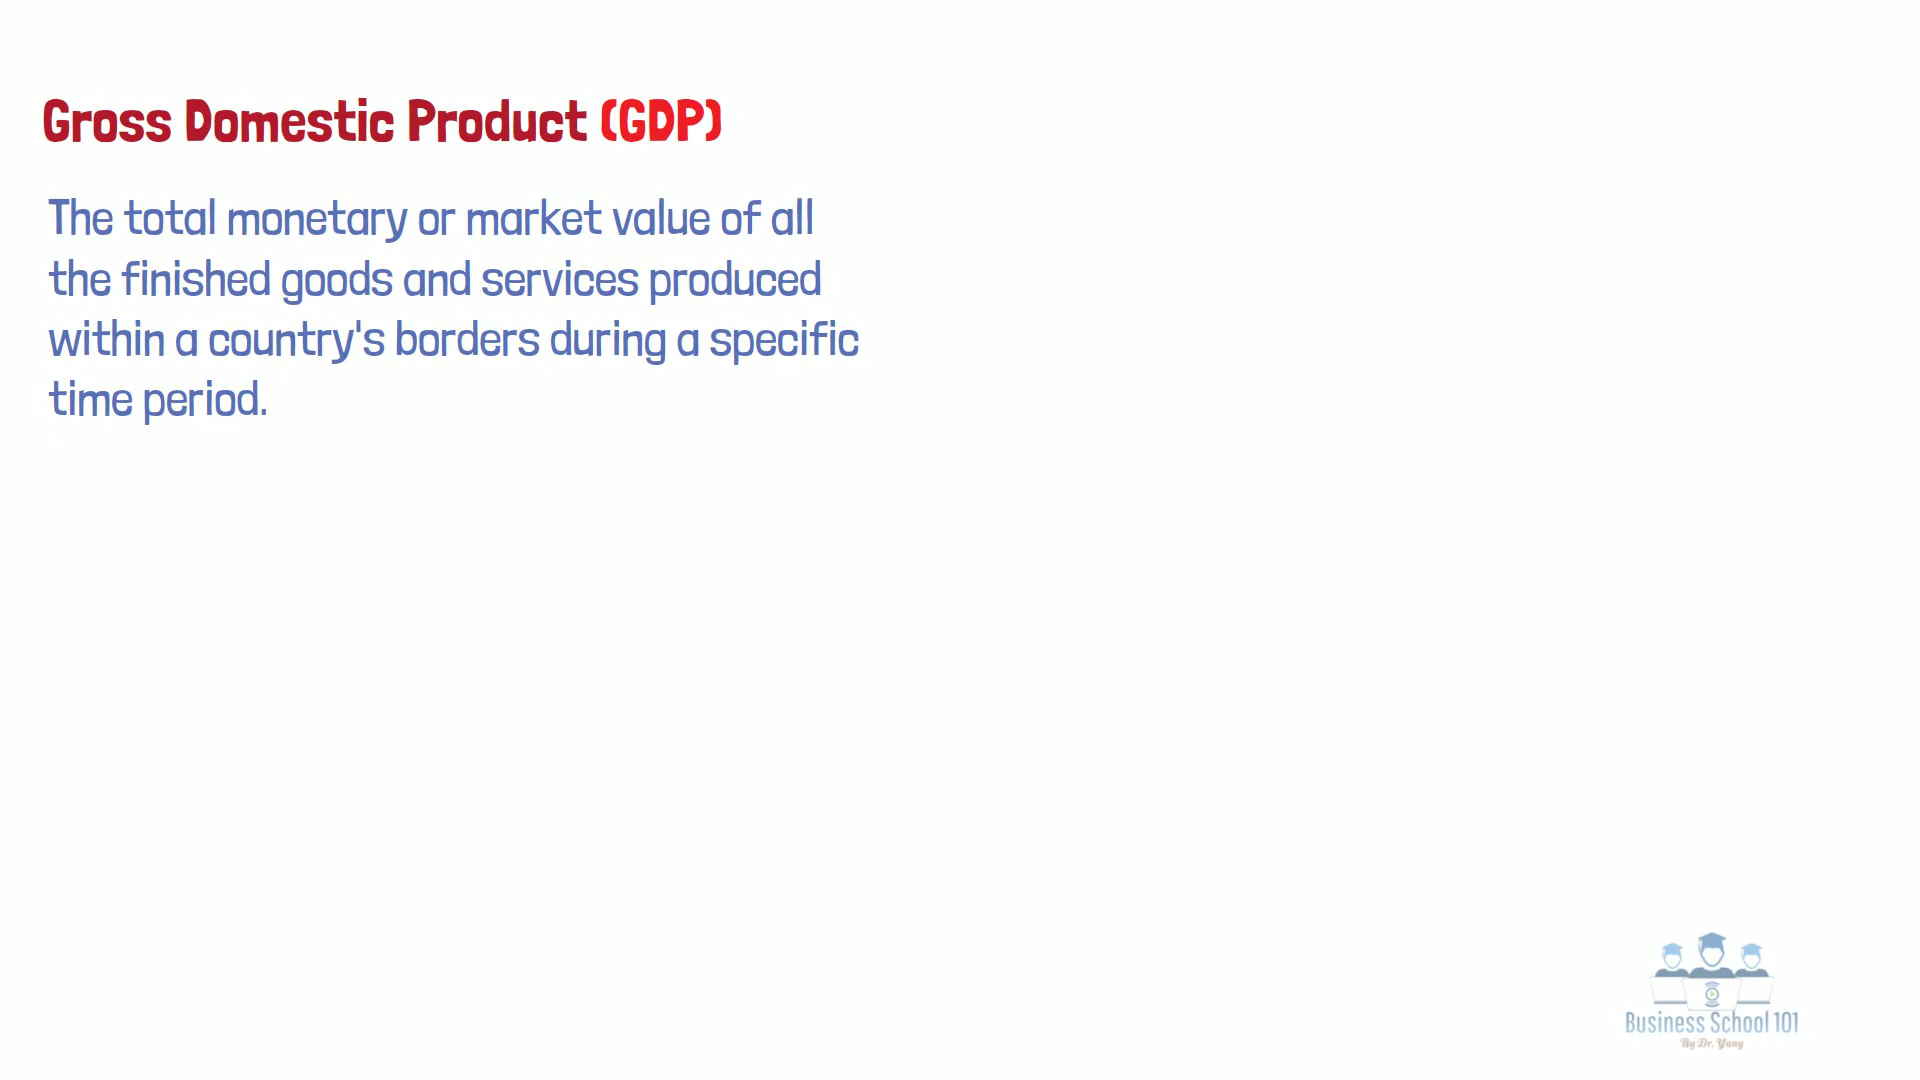 Gross Domestic Product (GDP)
The total monetary or market value of all
the finished goods and services produced
within a country's borders during a specific
time period.
Business School 101
By Dr. Yang